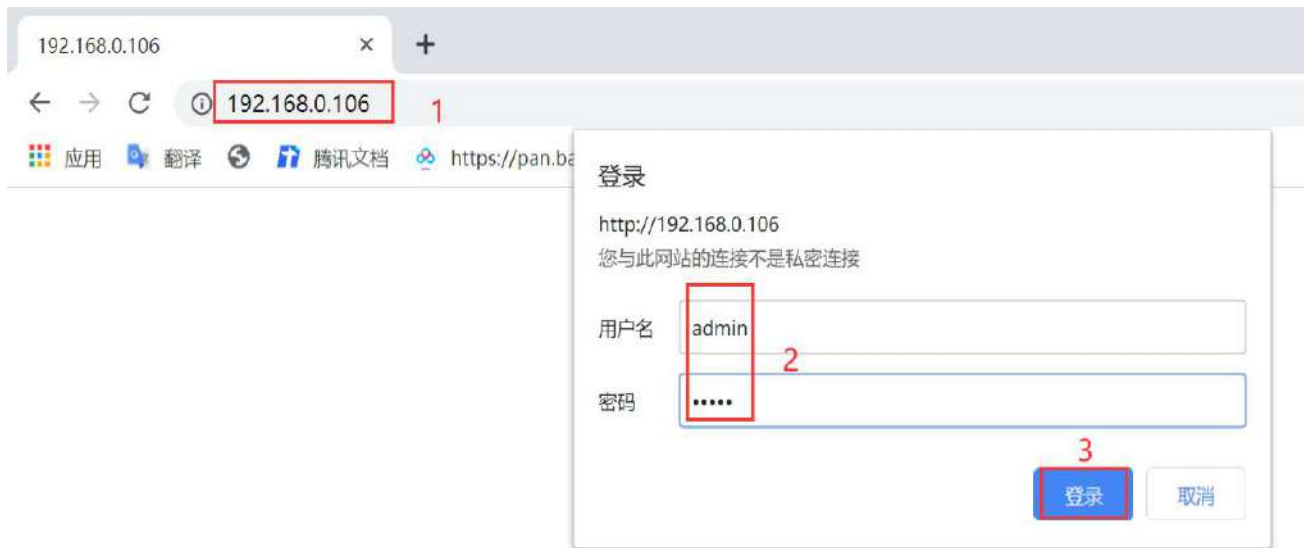 192.168.0.106
192.168.0.106 1
应用 翻译 腾讯文档 https://pan.ba
登录
http://192.168.0.106
您与此网站的连接不是私密连接
用户名 admin
2
密码 •••••
3
登录 取消